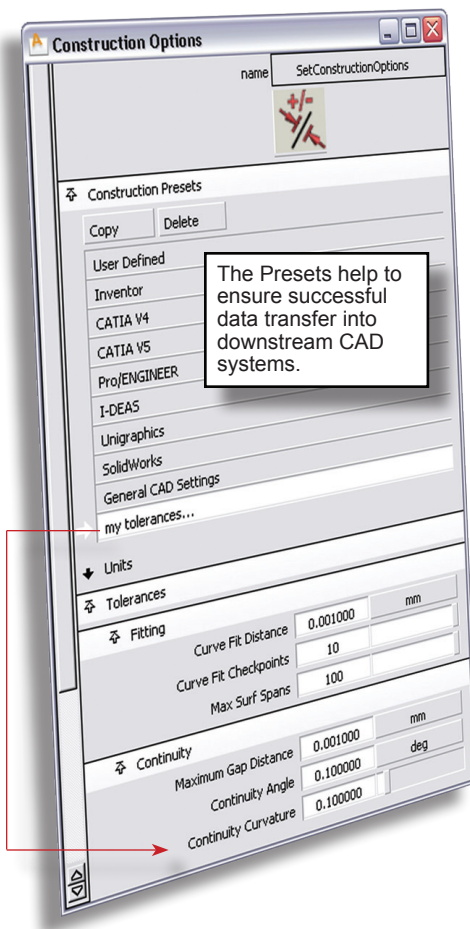 Construction Options
name SetConstructionOptions
+/-
Construction Presets
Copy Delete
User Defined
Inventor
CATIA V4
CATIA V5
Pro/ENGINEER
I-DEAS
Unigraphics
SolidWorks
General CAD Settings
my tolerances...
The Presets help to
ensure successful
data transfer into
downstream CAD
systems.
Units
Tolerances
Fitting
Curve Fit Distance 0.001000 mm
Curve Fit Checkpoints 10
Max Surf Spans 100
Continuity
Maximum Gap Distance 0.001000 mm
Continuity Angle 0.100000 deg
Continuity Curvature 0.100000